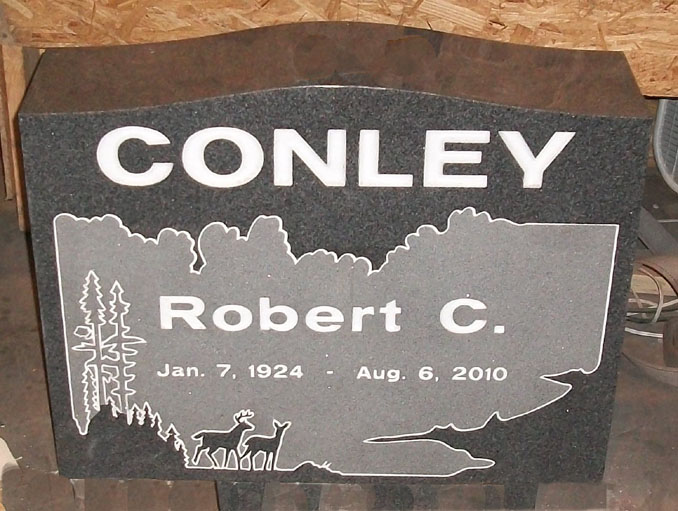 CONLEY
Robert C.
Jan. 7, 1924 - Aug. 6, 2010